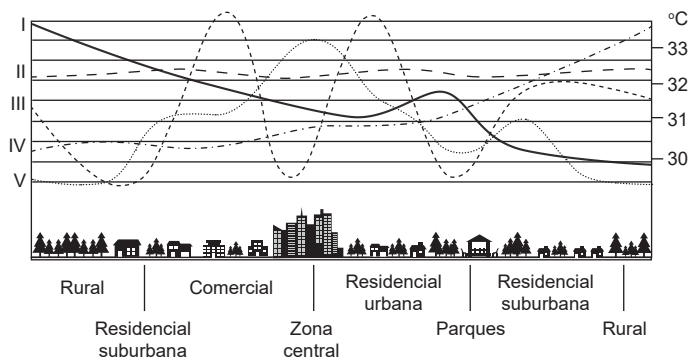 I
II
III
IV
V
°C
33
32
31
30
Rural
Comercial
Residencial
urbana
Residencial
suburbana
Residencial
suburbana
Zona
central
Parques
Rural